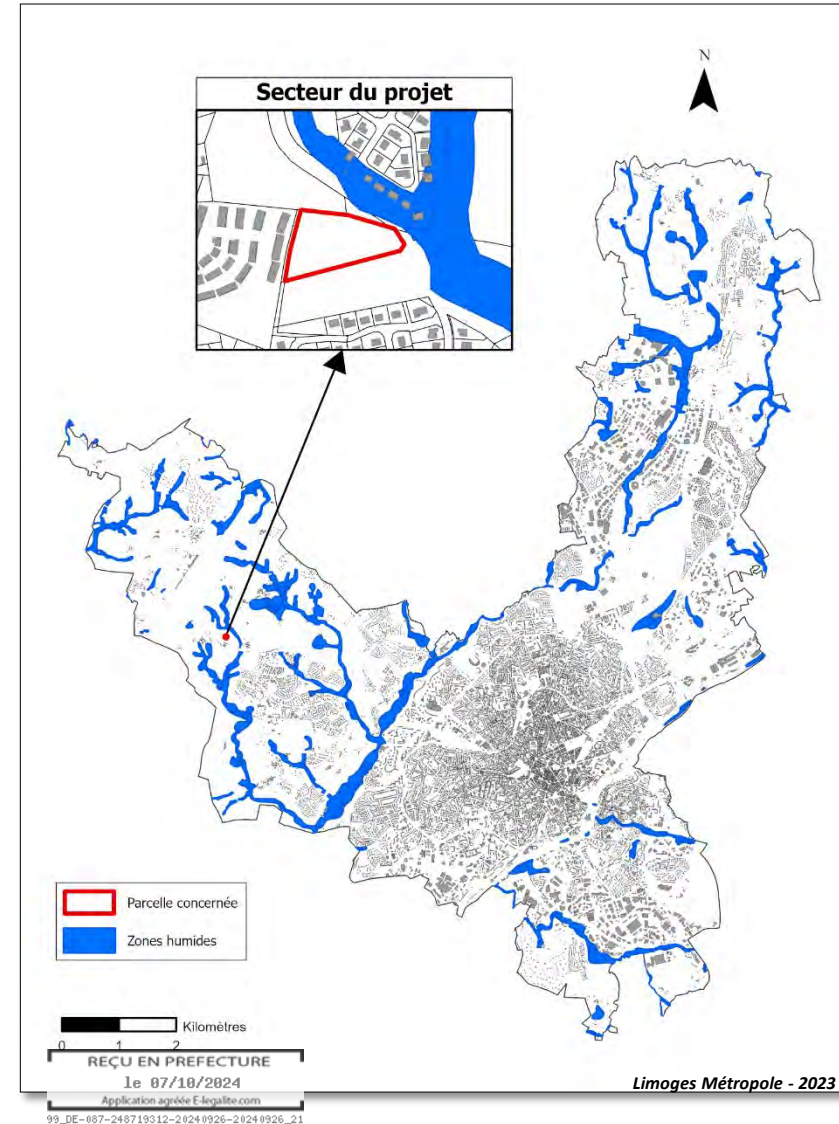 N
Secteur du projet
Parcelle concernée
Zones humides
Kilomètres
0 1 2
REÇU EN PREFECTURE
le 07/10/2024
Application agréée E-legalite.com
99_DE-087-248719312-20240926-20240926_21
Limoges Métropole - 2023